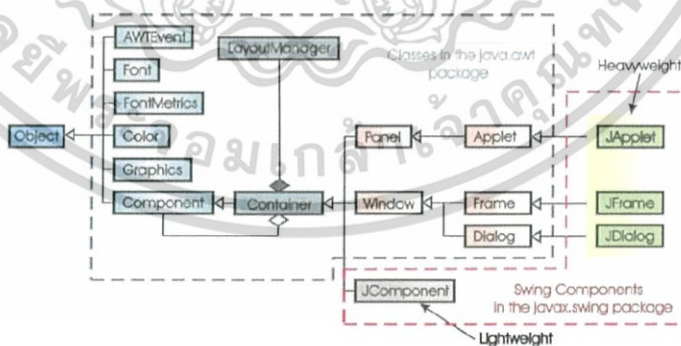 AWTEvent
LayoutManager
Classes in the java.awt
package
Font
Heavyweight
FontMetrics
Object
Color
Panel
Applet
JApplet
Graphics
Component
Container
Window
Frame
JFrame
Dialog
JDialog
JComponent
Swing Components
in the javax.swing package
Lightweight